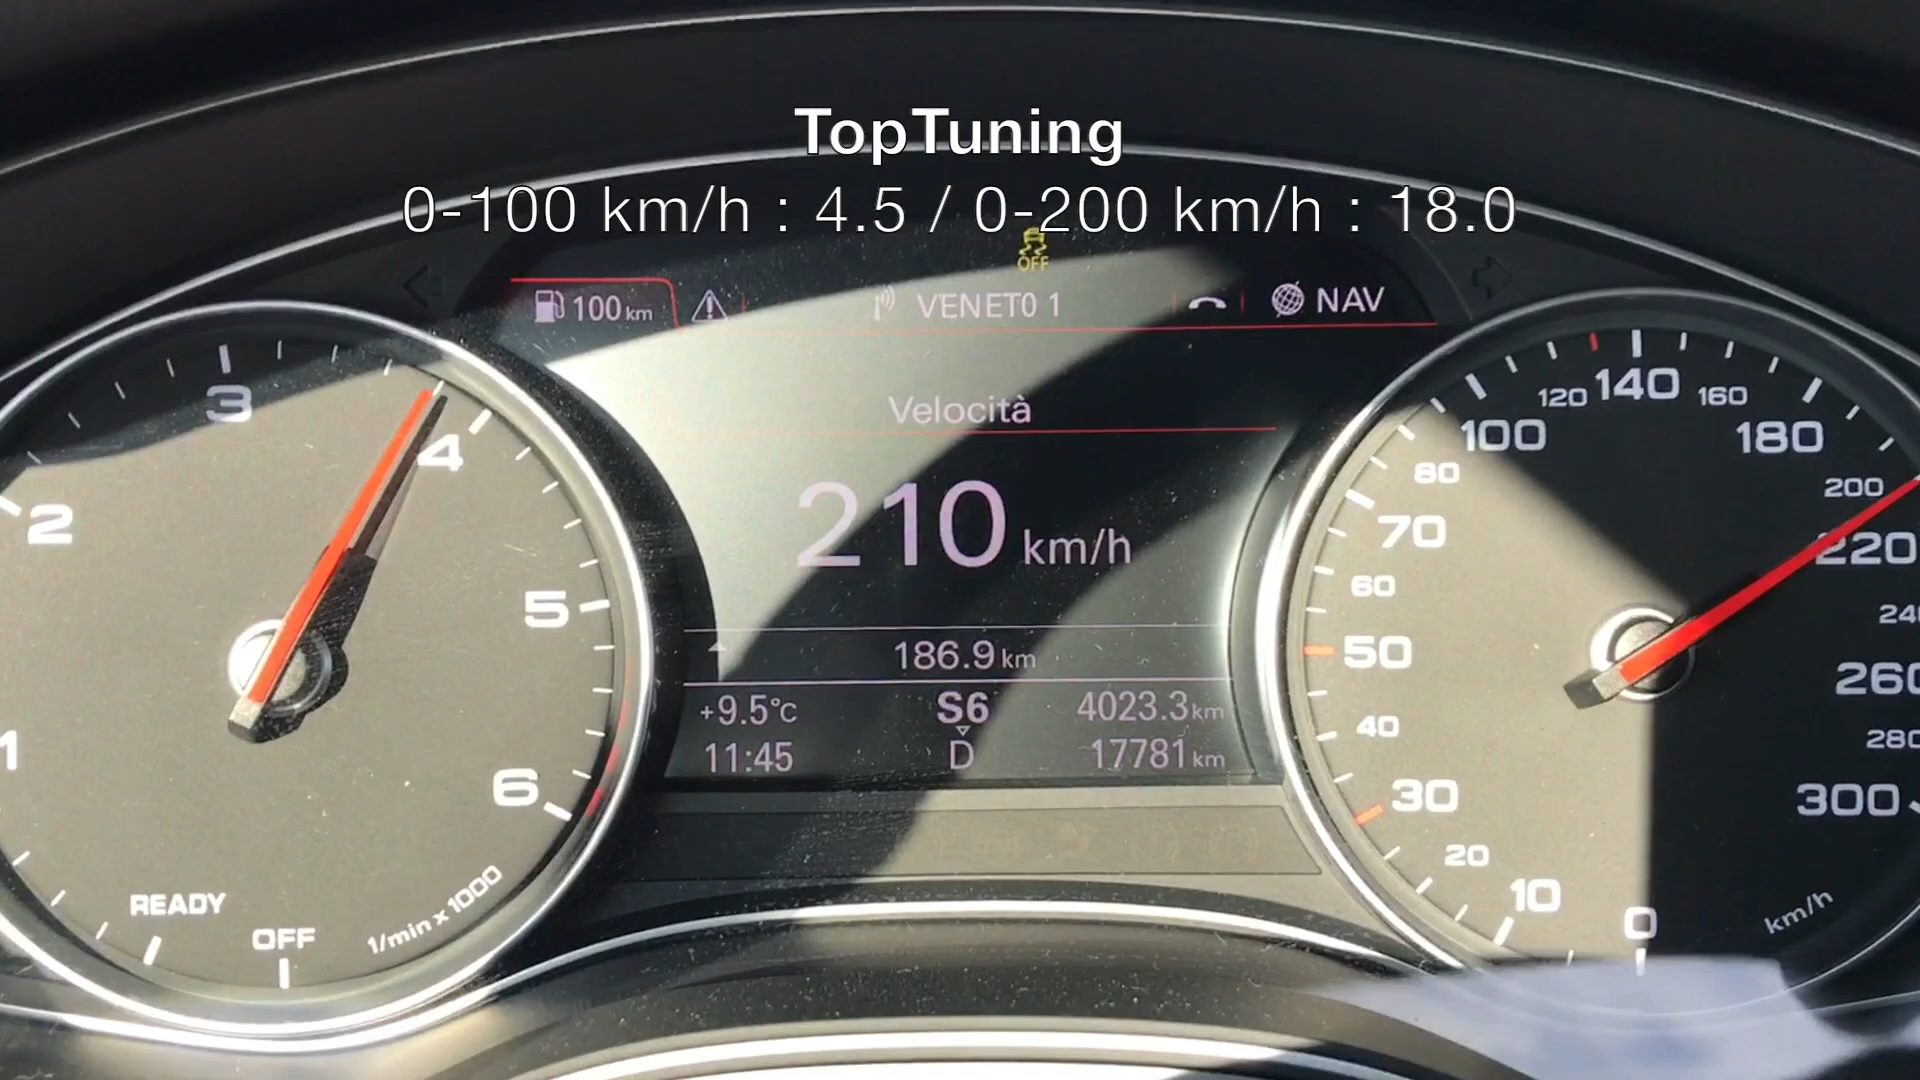 TopTuning
0-100 km/h : 4.5 / 0-200 km/h : 18.0
OFF
100 km
VENETO 1
NAV
Velocità
210 km/h
186.9 km
+9.5°C S6 4023.3 km
11:45 D 17781 km
1
2
3
4
5
6
READY
OFF
1/min x 1000
0
10
20
30
40
50
60
70
80
100
120
140
160
180
200
220
260
280
300
km/h